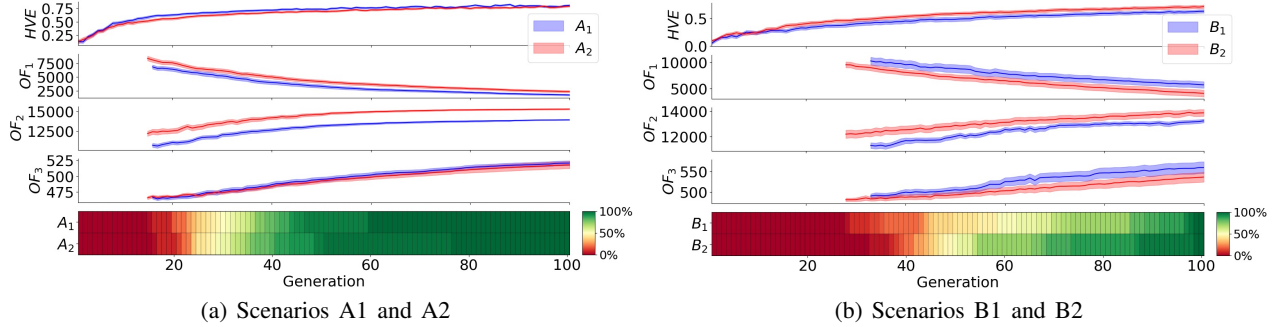 HVE
0.75
0.25
A1
A2
OF1
7500
5000
2500
OF2
15000
12500
OF3
525
500
475
A1
A2
100%
50%
0%
20
40
60
80
100
Generation
(a) Scenarios A1 and A2
HVE
0.5
0.0
B1
B2
OF1
10000
5000
OF2
14000
12000
OF3
550
500
B1
B2
100%
50%
0%
20
40
60
80
100
Generation
(b) Scenarios B1 and B2